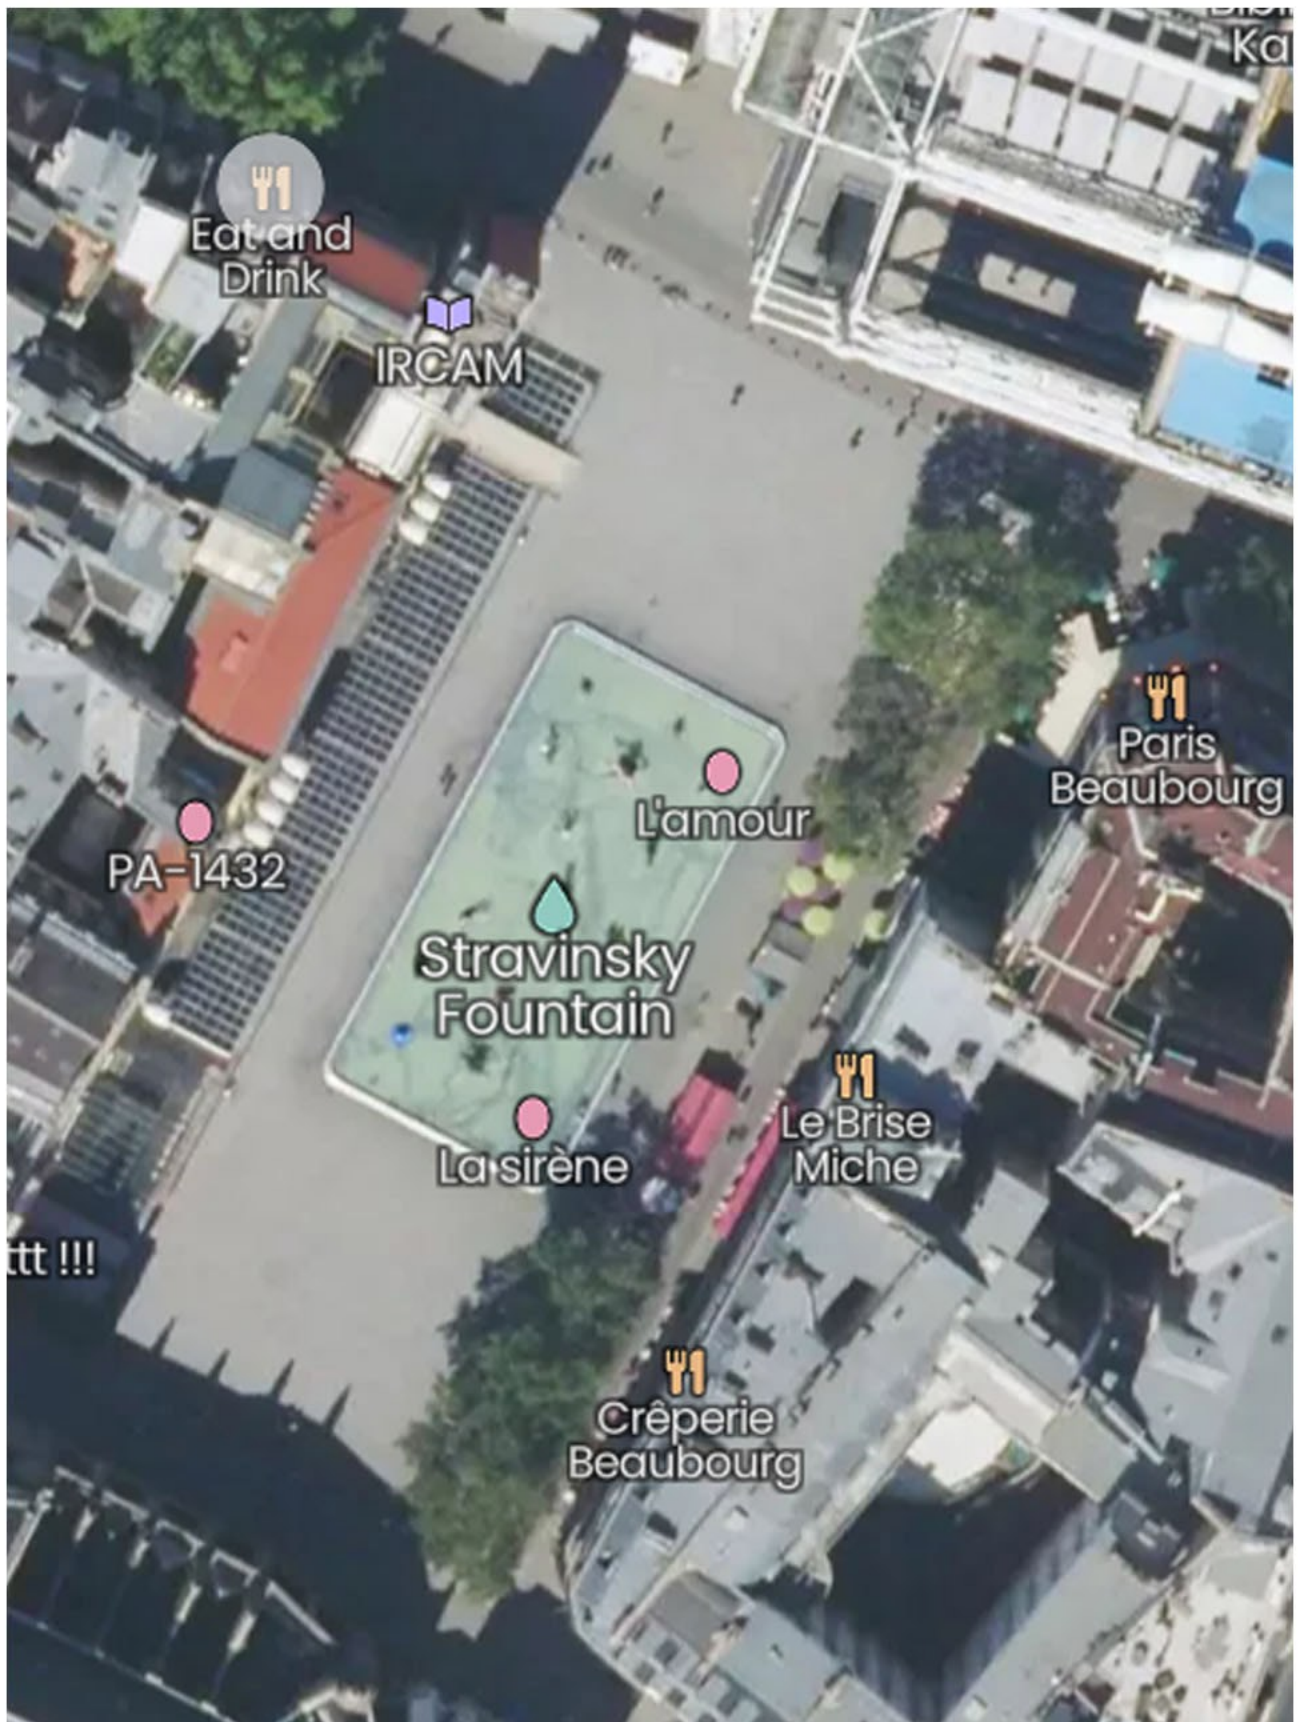 Ka
Eat and
Drink
IRCAM
Paris
Beaubourg
L'amour
PA-1432
Stravinsky
Fountain
Le Brise
Miche
La sirène
ttt !!!
Crêperie
Beaubourg